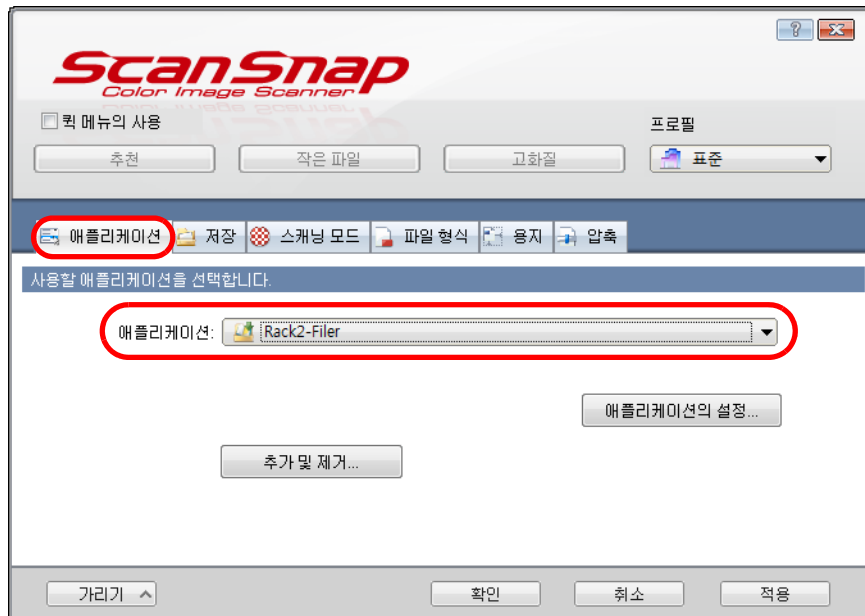 ScanSnap
Color Image Scanner
퀵 메뉴의 사용
프로필
추천 작은 파일 고화질 표준
애플리케이션 저장 스캐닝 모드 파일 형식 용지 압축
사용할 애플리케이션을 선택합니다.
애플리케이션: Rack2-Filer
애플리케이션의 설정...
추가 및 제거...
가리기 확인 취소 적용